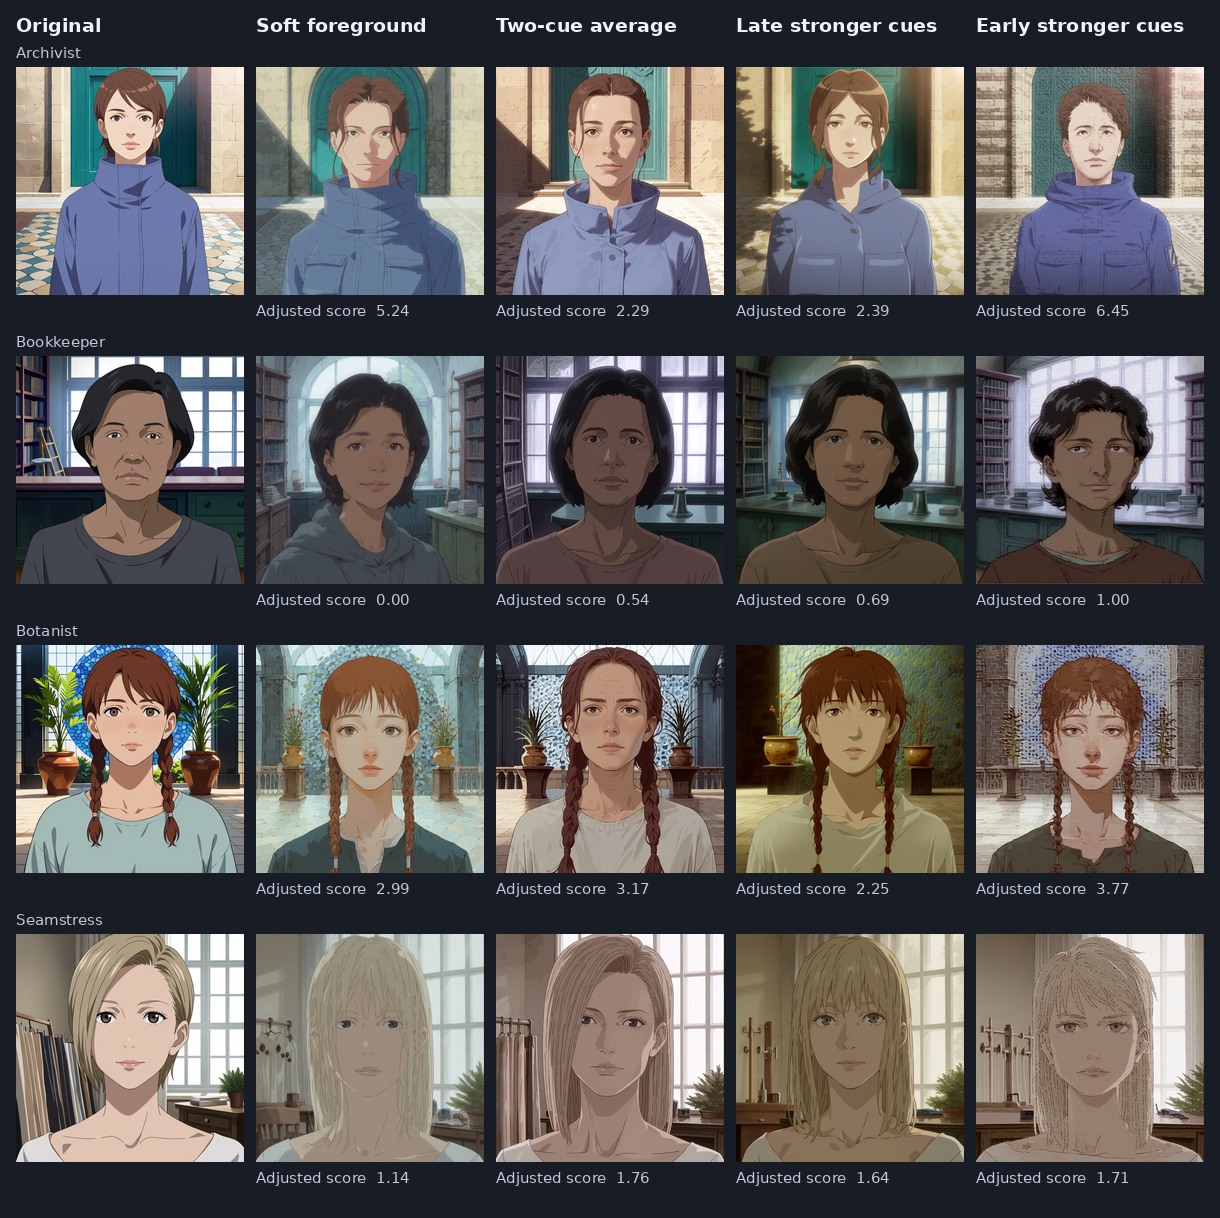 Original Soft foreground Two-cue average Late stronger cues Early stronger cues
Archivist
Adjusted score 5.24 Adjusted score 2.29 Adjusted score 2.39 Adjusted score 6.45
Bookkeeper
Adjusted score 0.00 Adjusted score 0.54 Adjusted score 0.69 Adjusted score 1.00
Botanist
Adjusted score 2.99 Adjusted score 3.17 Adjusted score 2.25 Adjusted score 3.77
Seamstress
Adjusted score 1.14 Adjusted score 1.76 Adjusted score 1.64 Adjusted score 1.71